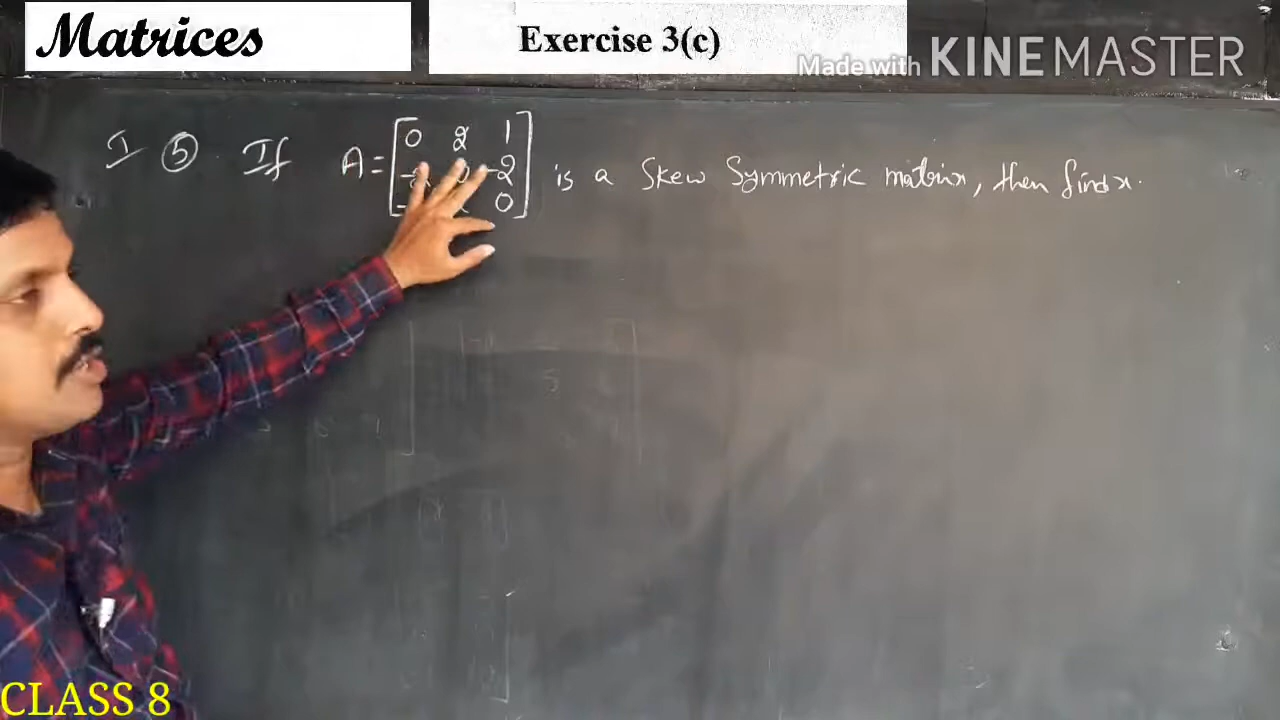 Matrices
Exercise 3(c)
Made with KINEMASTER
I 5 If A = [0 2 1 is a Skew Symmetric matrix, then find x.
-2
0
CLASS 8